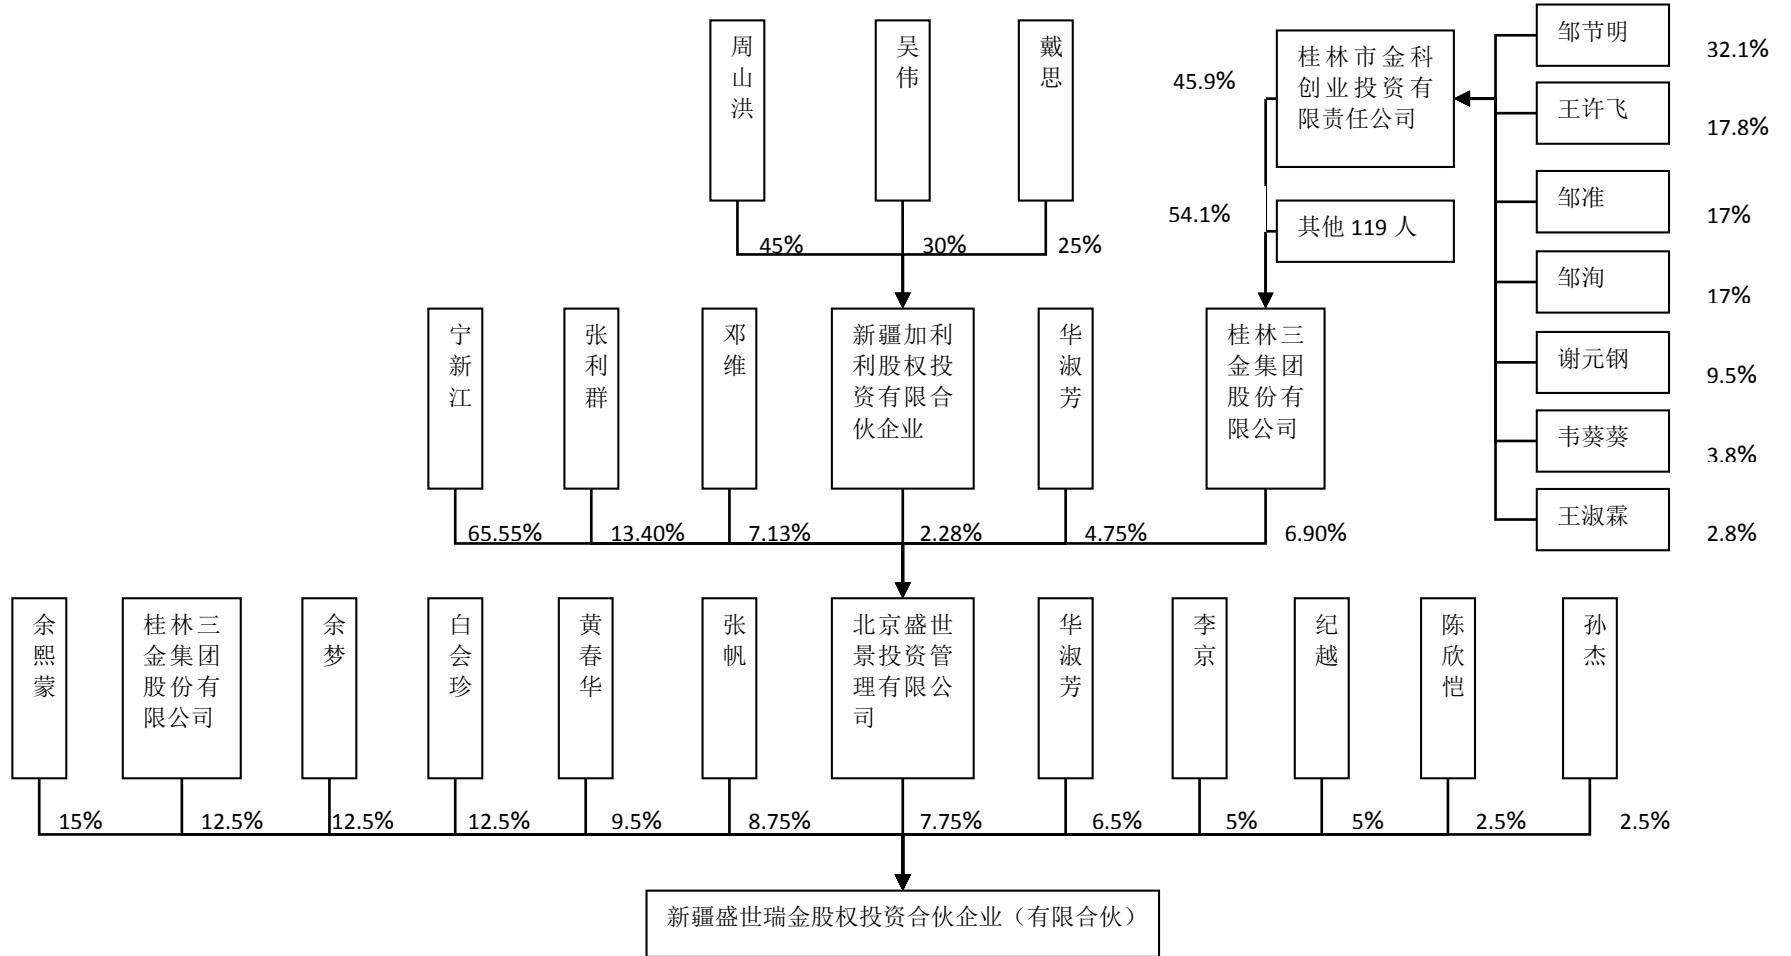 周
山
洪
吴
伟
戴
思
桂林市金科
创业投资有
限责任公司
45.9%
邹节明
32.1%
王许飞
17.8%
邹准
17%
邹洵
17%
谢元钢
9.5%
韦葵葵
3.8%
王淑霖
2.8%
54.1%
其他 119 人
45%
30%
25%
宁
新
江
张
利
群
邓
维
新疆加利
利股权投
资有限合
伙企业
华
淑
芳
桂林三
金集团
股份有
限公司
65.55%
13.40%
7.13%
2.28%
4.75%
6.90%
余
熙
蒙
桂林三
金集团
股份有
限公司
余
梦
白
会
珍
黄
春
华
张
帆
北京盛世
景投资管
理有限公
司
华
淑
芳
李
京
纪
越
陈
欣
恺
孙
杰
15%
12.5%
12.5%
12.5%
9.5%
8.75%
7.75%
6.5%
5%
5%
2.5%
2.5%
新疆盛世瑞金股权投资合伙企业（有限合伙）